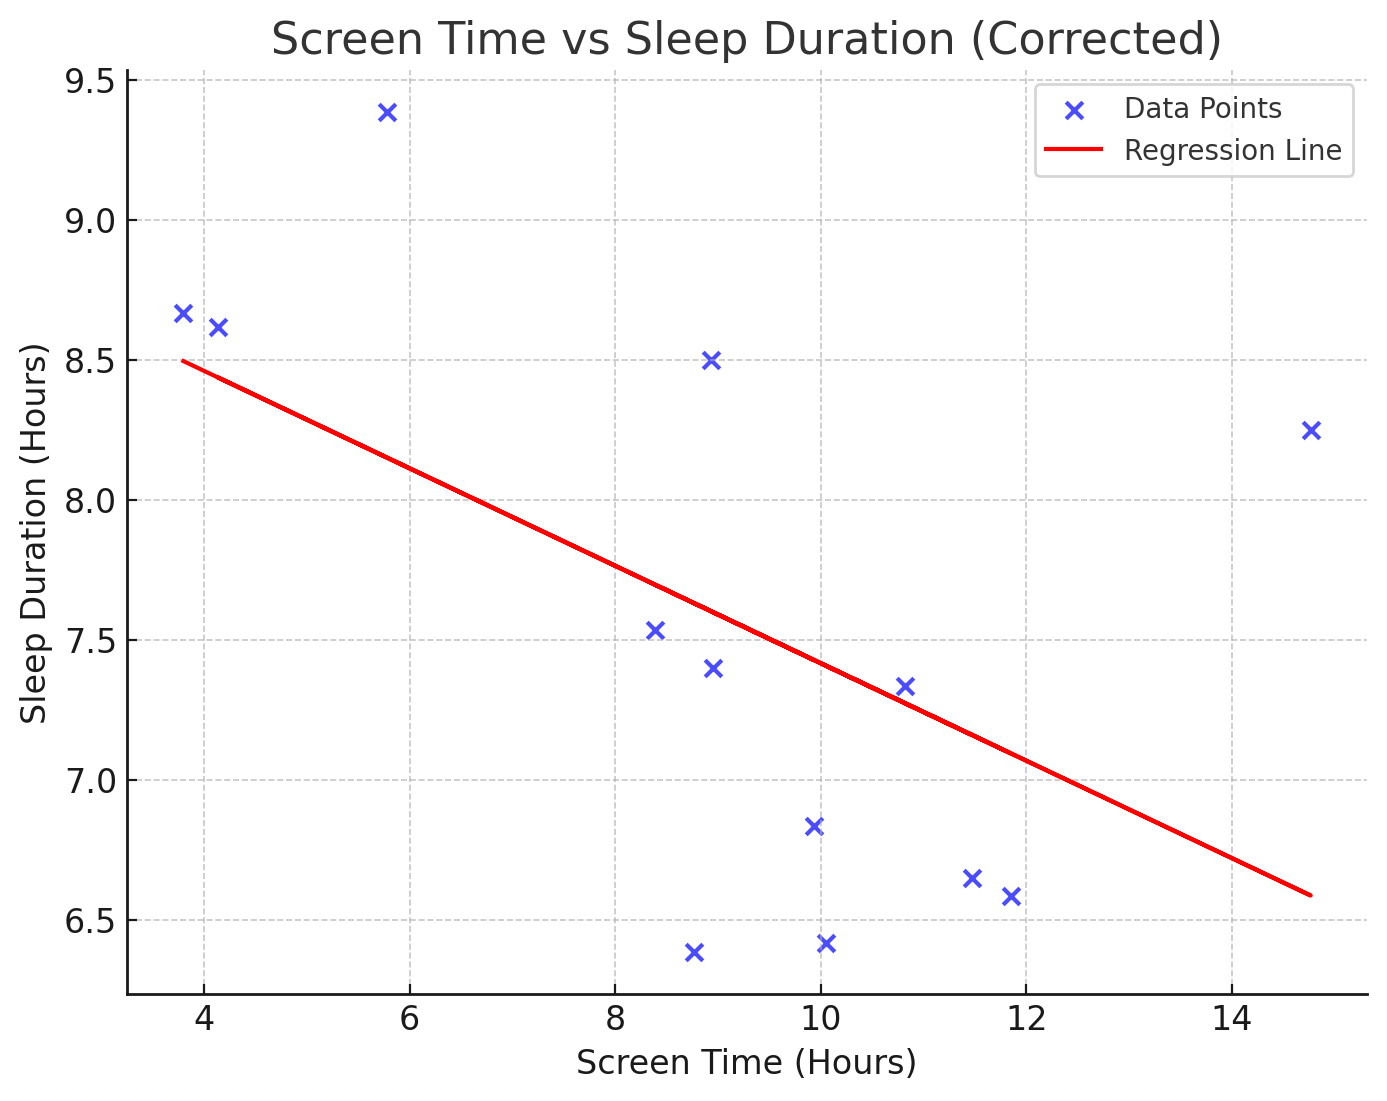 Screen Time vs Sleep Duration (Corrected)
Data Points
Regression Line
Sleep Duration (Hours)
9.5
9.0
8.5
8.0
7.5
7.0
6.5
4 6 8 10 12 14
Screen Time (Hours)